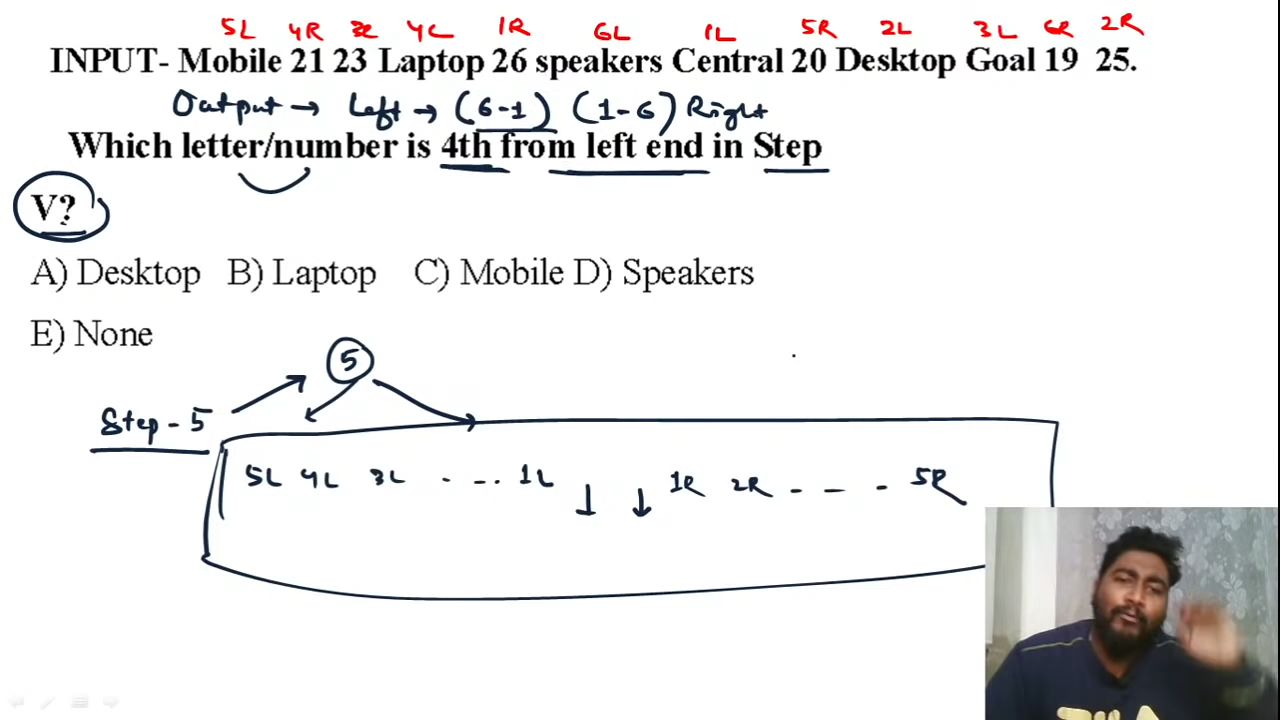 5L 4R 3R 4L 1R 6L 1L 5R 2L 3L 6R 2R
INPUT- Mobile 21 23 Laptop 26 speakers Central 20 Desktop Goal 19 25.
Output → Left → (6-1) (1-6) Right
Which letter/number is 4th from left end in Step
V?
A) Desktop B) Laptop C) Mobile D) Speakers
E) None
5
Step - 5
5L 4L 3L - - - 1L ↓ ↓ 1R 2R - - - 5R